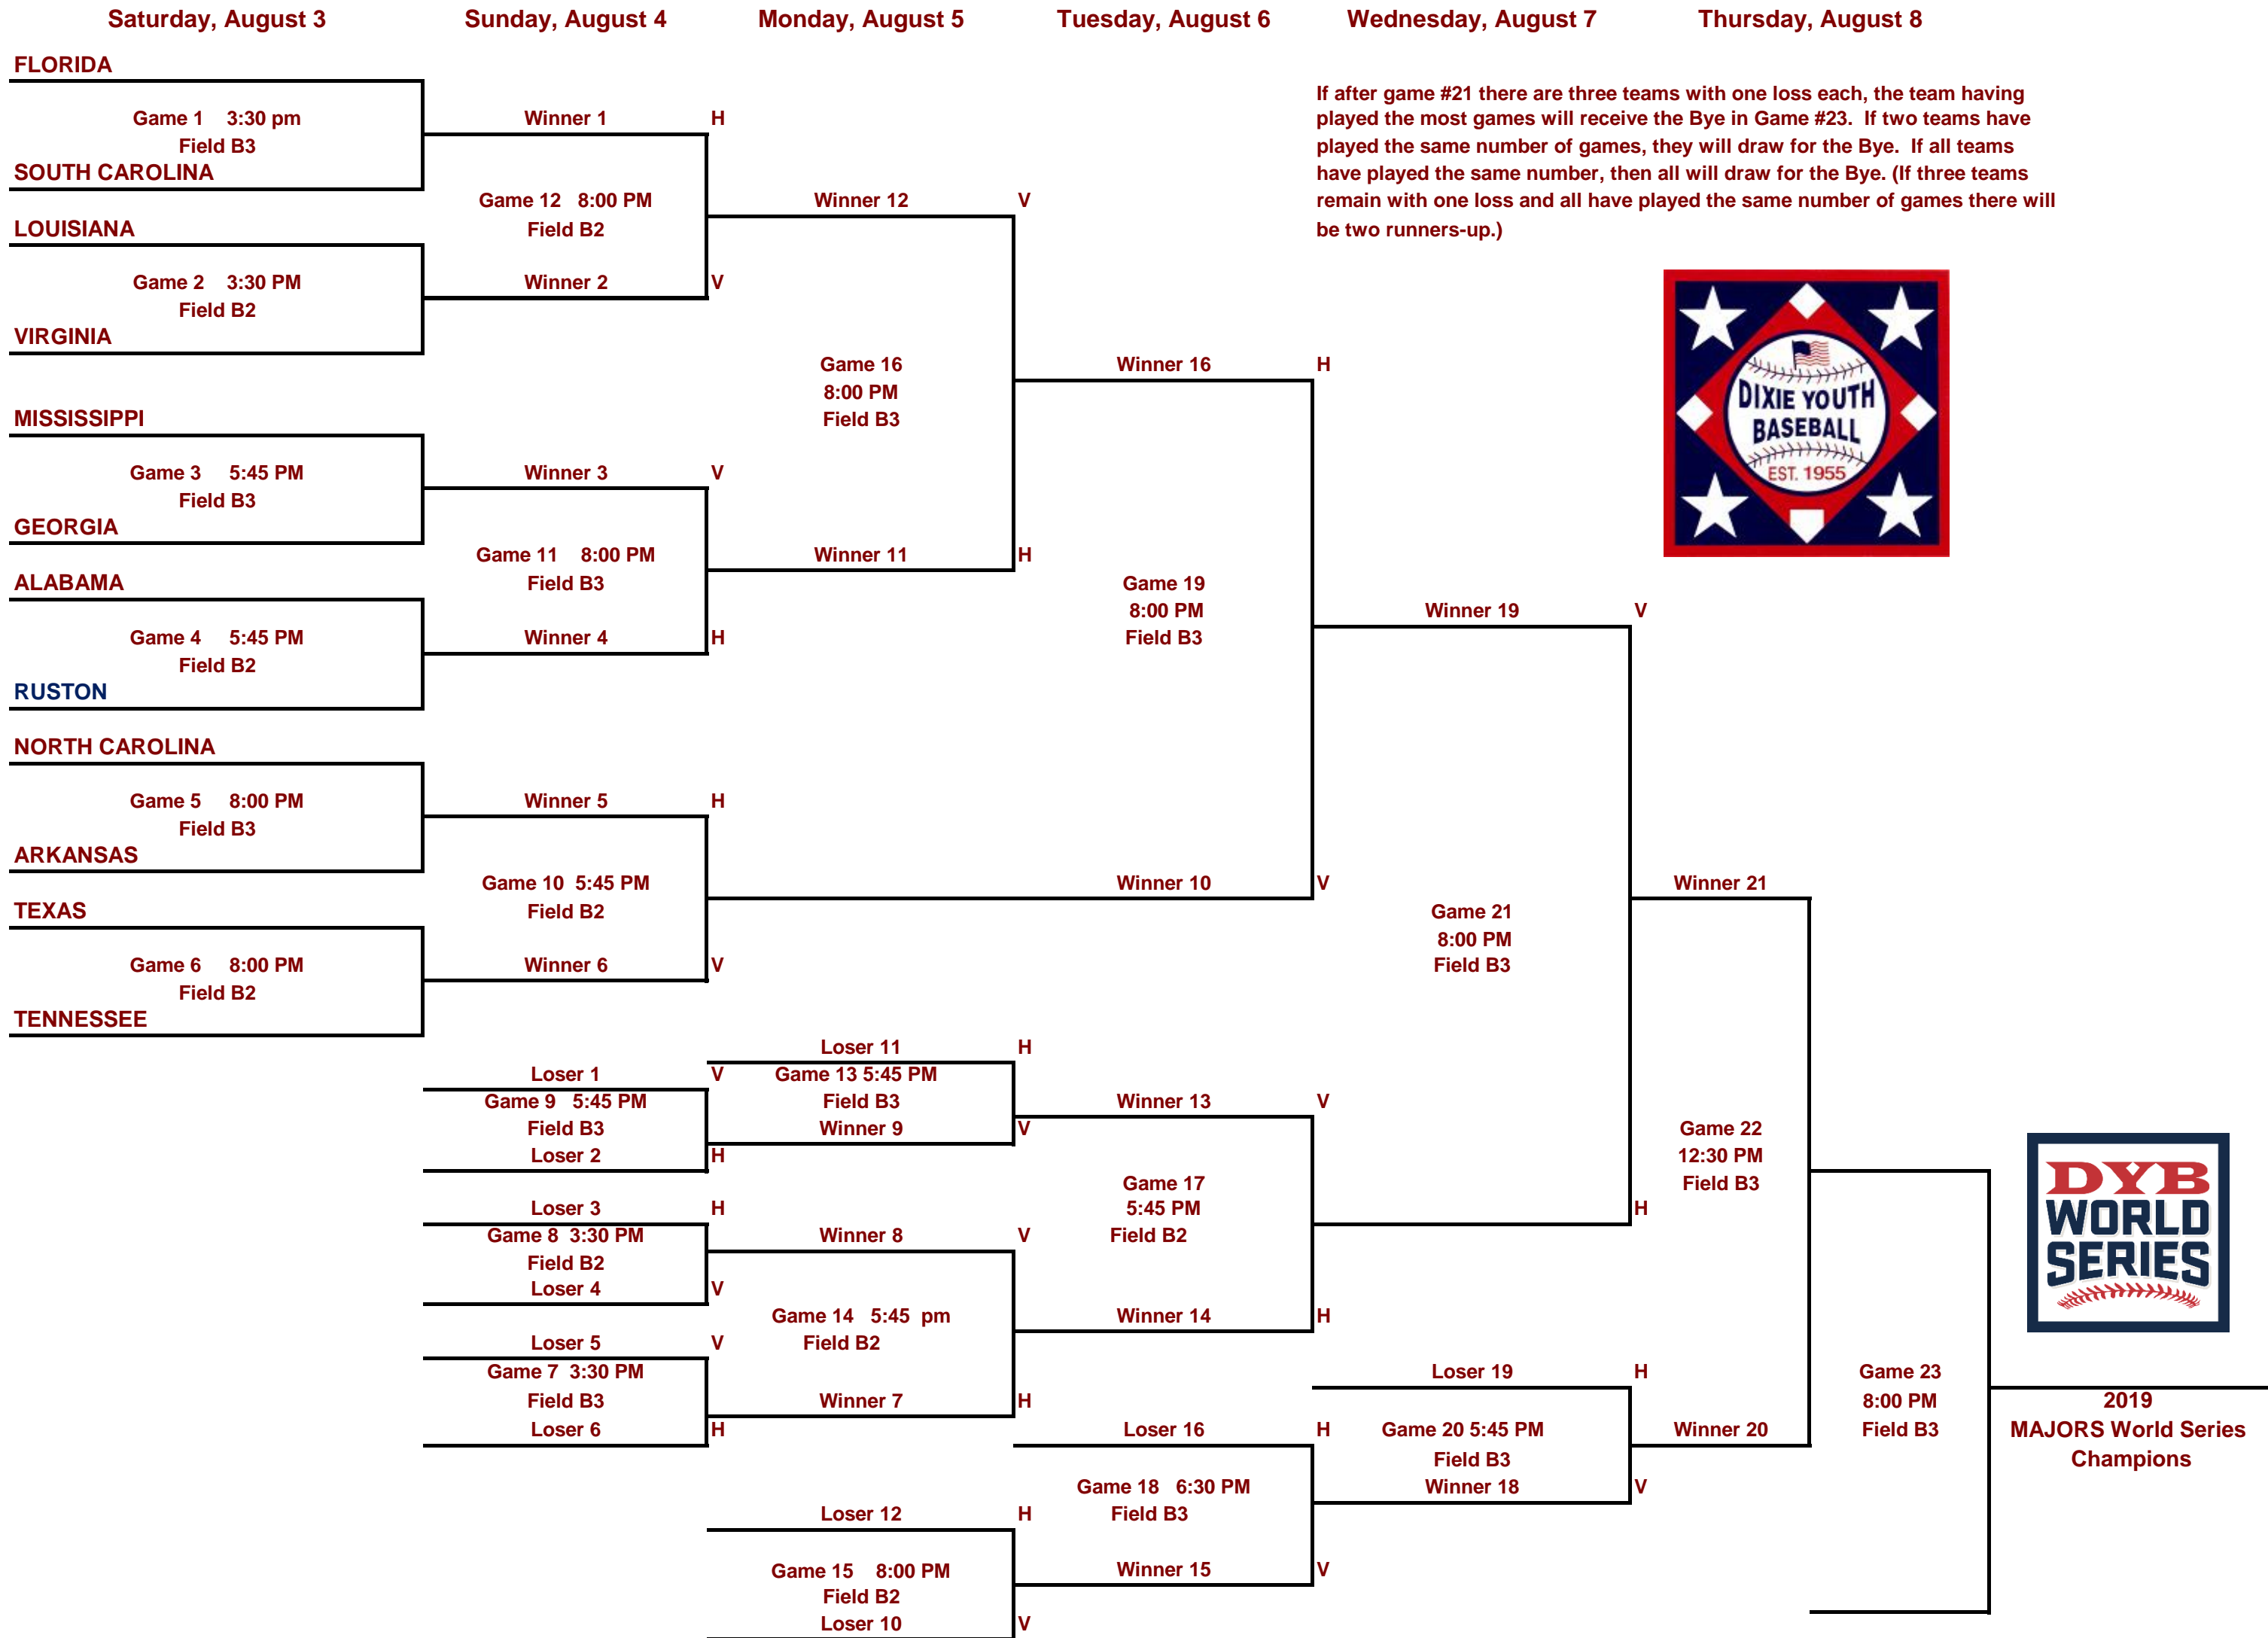 Saturday, August 3
Sunday, August 4
Monday, August 5
Tuesday, August 6
Wednesday, August 7
Thursday, August 8
FLORIDA
Game 1 3:30 pm
Field B3
SOUTH CAROLINA
LOUISIANA
Game 2 3:30 PM
Field B2
VIRGINIA
MISSISSIPPI
Game 3 5:45 PM
Field B3
GEORGIA
ALABAMA
Game 4 5:45 PM
Field B2
RUSTON
NORTH CAROLINA
Game 5 8:00 PM
Field B3
ARKANSAS
TEXAS
Game 6 8:00 PM
Field B2
TENNESSEE
Winner 1 H
Game 12 8:00 PM
Field B2
Winner 2 V
Winner 3 V
Game 11 8:00 PM
Field B3
Winner 4 H
Winner 5 H
Game 10 5:45 PM
Field B2
Winner 6 V
Loser 1 V
Game 9 5:45 PM
Field B3
Loser 2 H
Loser 3 H
Game 8 3:30 PM
Field B2
Loser 4 V
Loser 5 V
Game 7 3:30 PM
Field B3
Loser 6 H
Winner 12 V
Game 16
8:00 PM
Field B3
Winner 11 H
Loser 11 H
Game 13 5:45 PM
Field B3
Winner 9 V
Winner 8 V
Game 14 5:45 pm
Field B2
Winner 7 H
Loser 12 H
Game 15 8:00 PM
Field B2
Loser 10 V
Winner 16 H
Game 19
8:00 PM
Field B3
Winner 10 V
Winner 13 V
Game 17
5:45 PM
Field B2
Winner 14 H
Loser 16 H
Game 18 6:30 PM
Field B3
Winner 15 V
If after game #21 there are three teams with one loss each, the team having
played the most games will receive the Bye in Game #23. If two teams have
played the same number of games, they will draw for the Bye. If all teams
have played the same number, then all will draw for the Bye. (If three teams
remain with one loss and all have played the same number of games there will
be two runners-up.)
Winner 19 V
Game 21
8:00 PM
Field B3
H
Loser 19 H
Game 20 5:45 PM
Field B3
Winner 18 V
DIXIE YOUTH
BASEBALL
EST. 1955
Winner 21
Game 22
12:30 PM
Field B3
Winner 20
Game 23
8:00 PM
Field B3
DYB
WORLD
SERIES
2019
MAJORS World Series
Champions